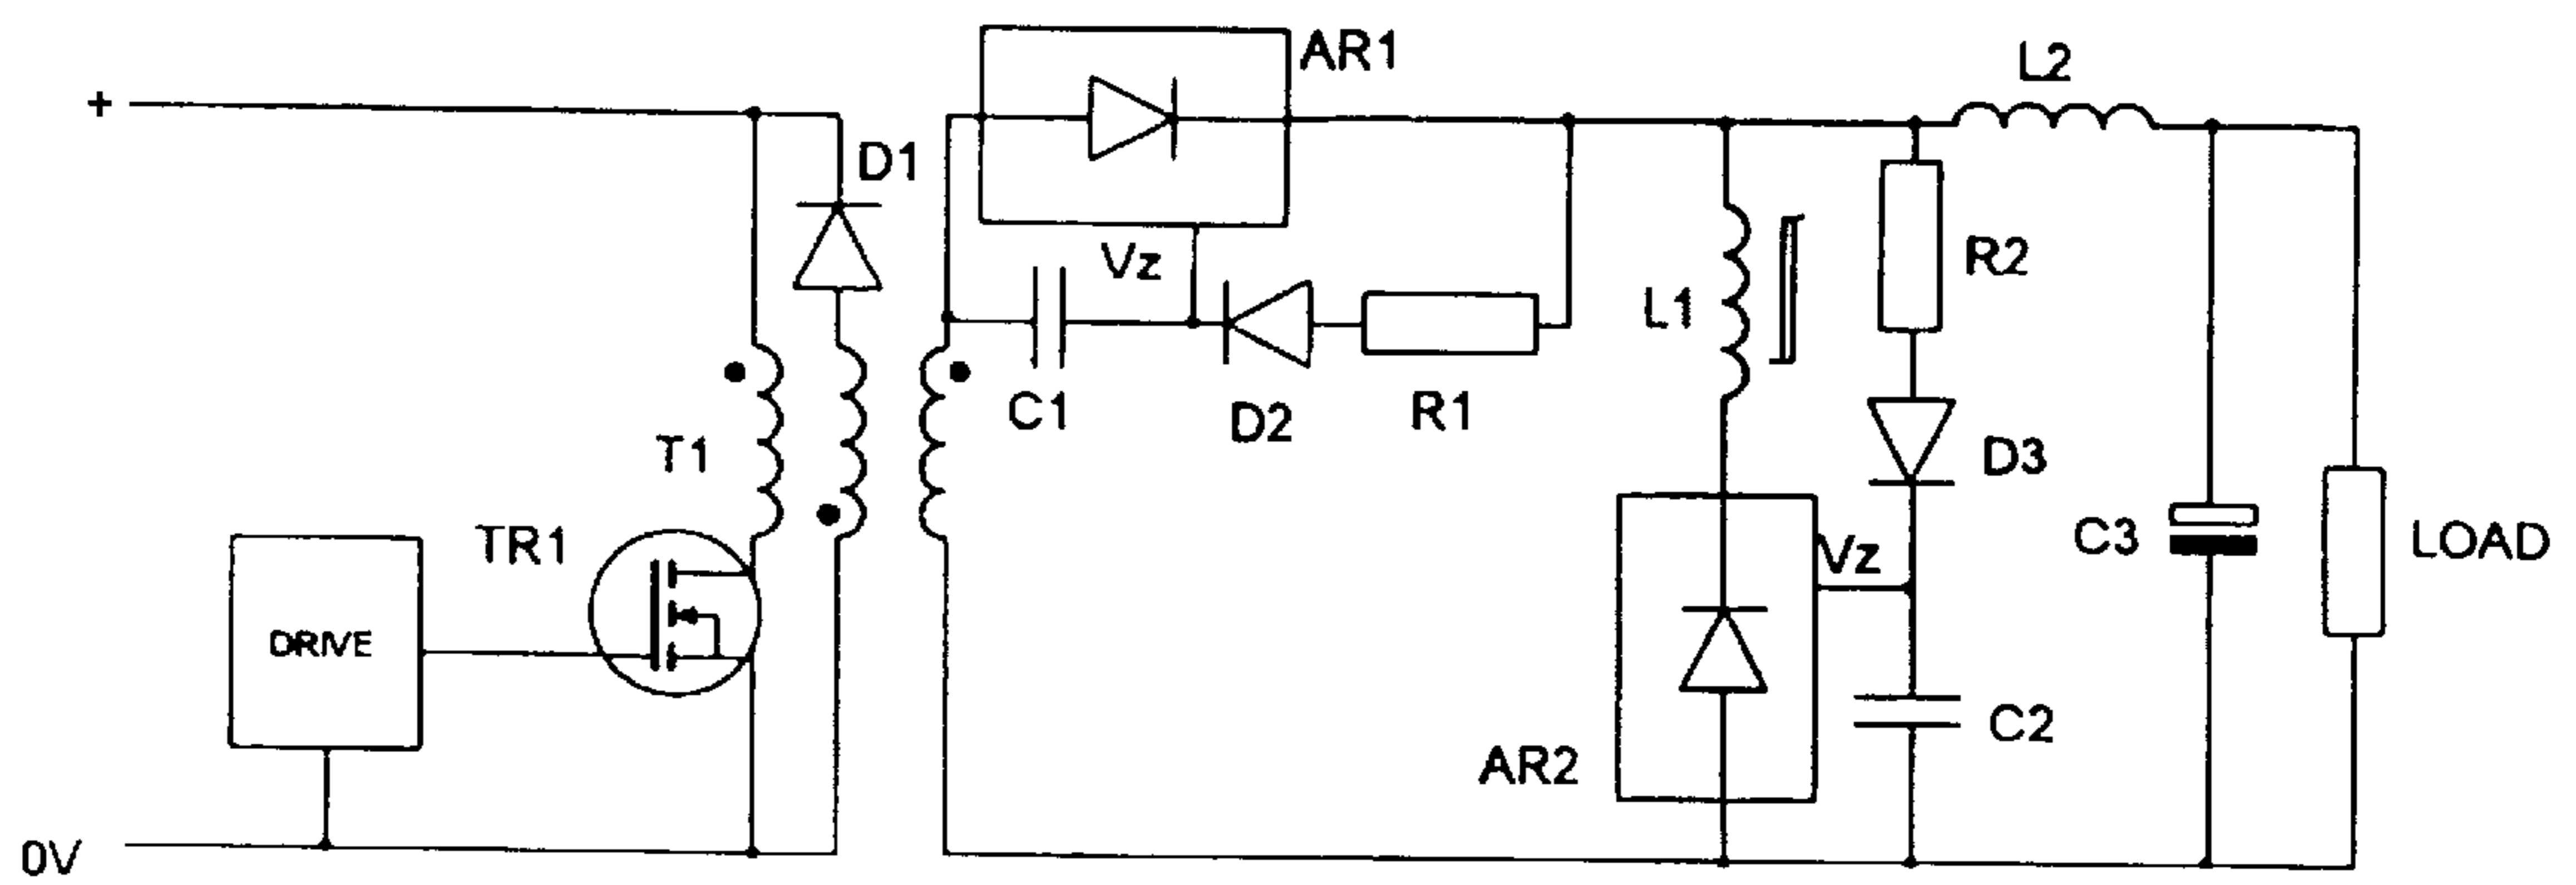 AR1
L2
+
D1
Vz
R2
L1
C1
D2
R1
T1
D3
TR1
Vz
C3
LOAD
DRIVE
C2
AR2
0V